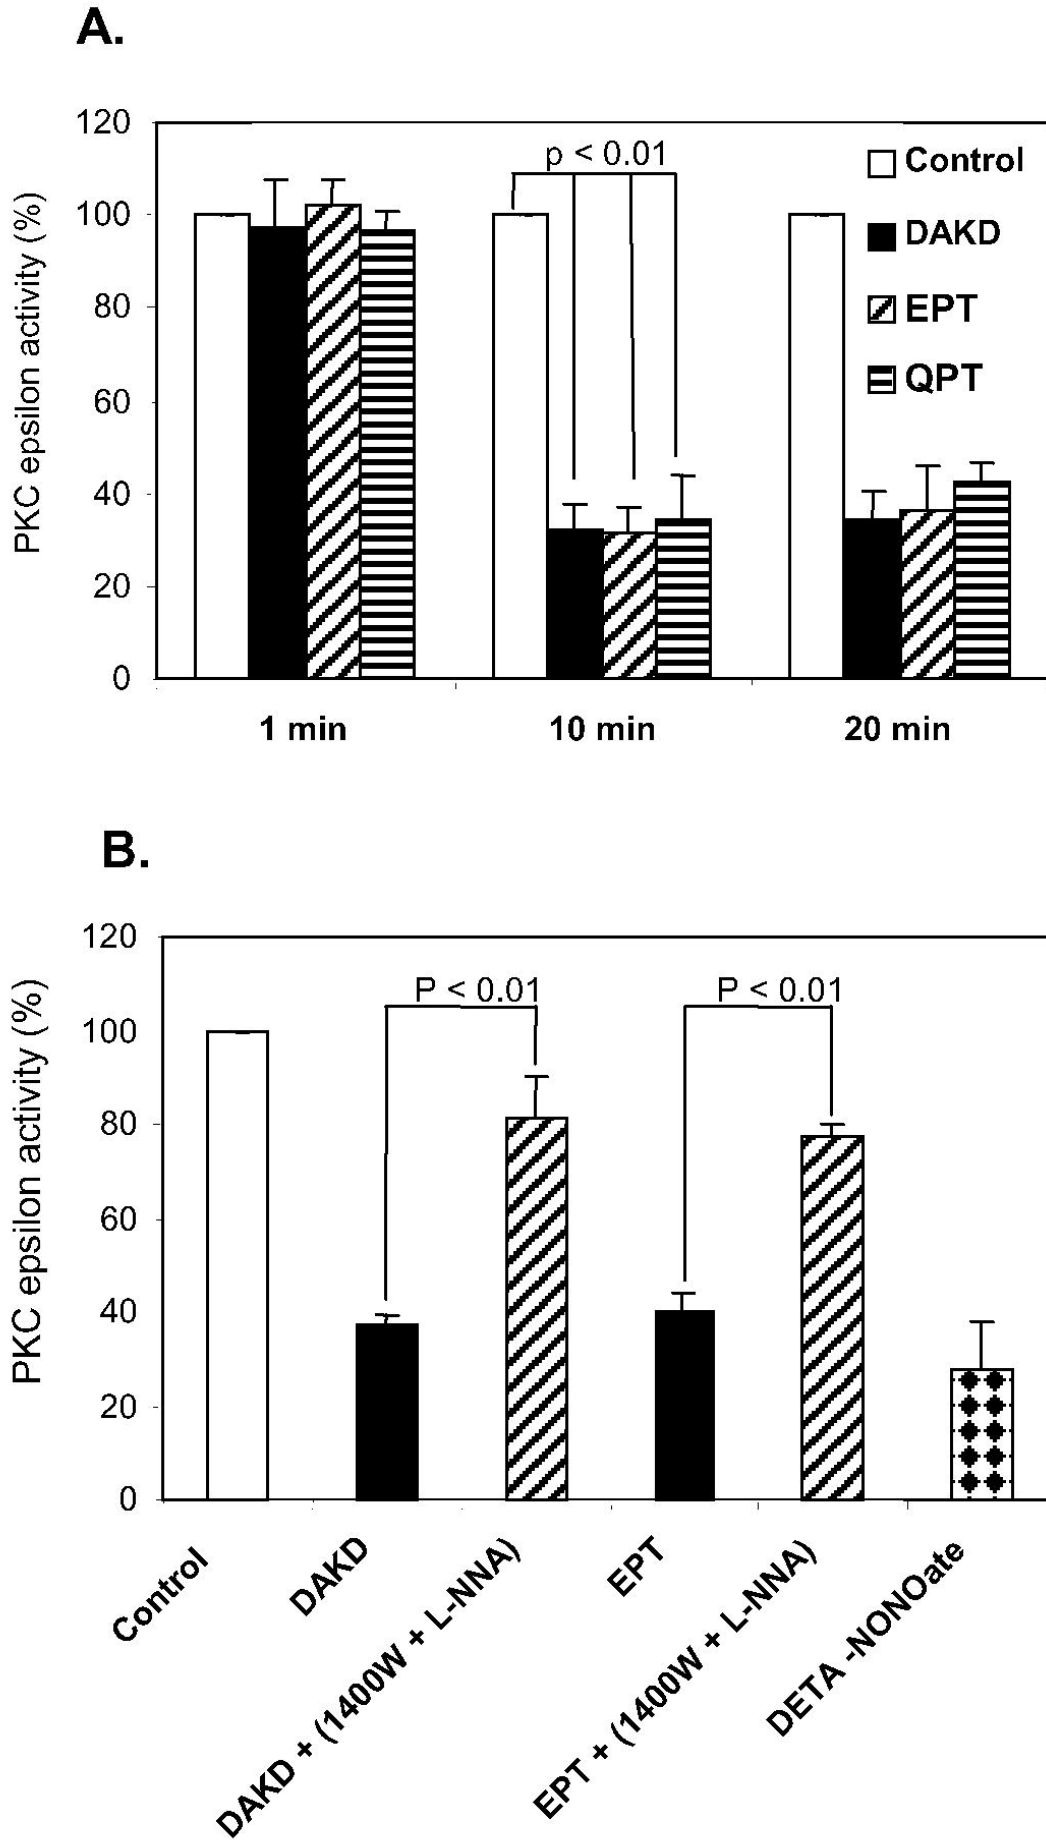 A.
PKC epsilon activity (%)
120
100
80
60
40
20
0
p < 0.01
Control
DAKD
EPT
QPT
1 min
10 min
20 min
B.
PKC epsilon activity (%)
120
100
80
60
40
20
0
P < 0.01
P < 0.01
Control
DAKD
DAKD + (1400W + L-NNA)
EPT
EPT + (1400W + L-NNA)
DETA -NONOate